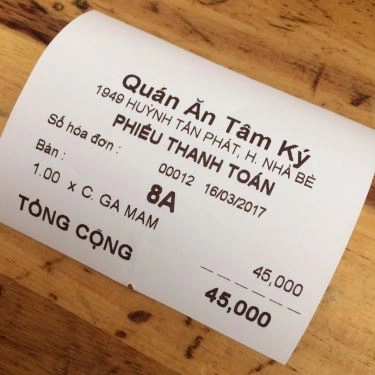 Quán Ăn Tâm Ký
1949 HUỲNH TẤN PHÁT, H. NHÀ BÈ
PHIẾU THANH TOÁN
Số hóa đơn : 00012 16/03/2017
Bàn : 8A
1.00 x C. GA MAM 45,000
TỔNG CỘNG 45,000